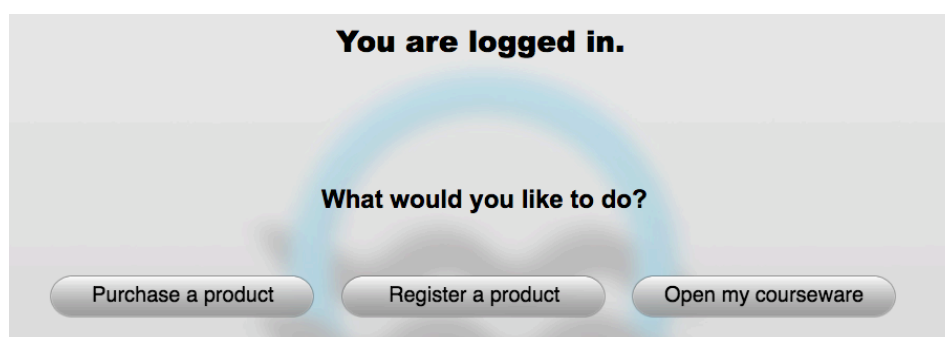 You are logged in.
What would you like to do?
Purchase a product
Register a product
Open my courseware